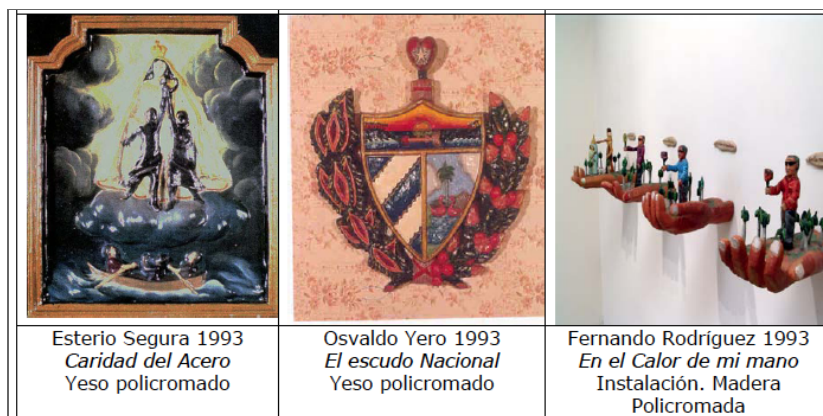 Esterio Segura 1993
Caridad del Acero
Yeso policromado
Osvaldo Yero 1993
El escudo Nacional
Yeso policromado
Fernando Rodríguez 1993
En el Calor de mi mano
Instalación. Madera
Policromada